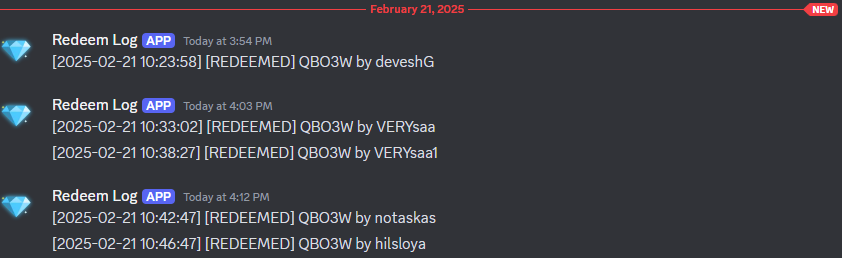 February 21, 2025 NEW
Redeem Log APP Today at 3:54 PM
[2025-02-21 10:23:58] [REDEEMED] QBO3W by deveshG
Redeem Log APP Today at 4:03 PM
[2025-02-21 10:33:02] [REDEEMED] QBO3W by VERYsaa
[2025-02-21 10:38:27] [REDEEMED] QBO3W by VERYsaa1
Redeem Log APP Today at 4:12 PM
[2025-02-21 10:42:47] [REDEEMED] QBO3W by notaskas
[2025-02-21 10:46:47] [REDEEMED] QBO3W by hilsloya